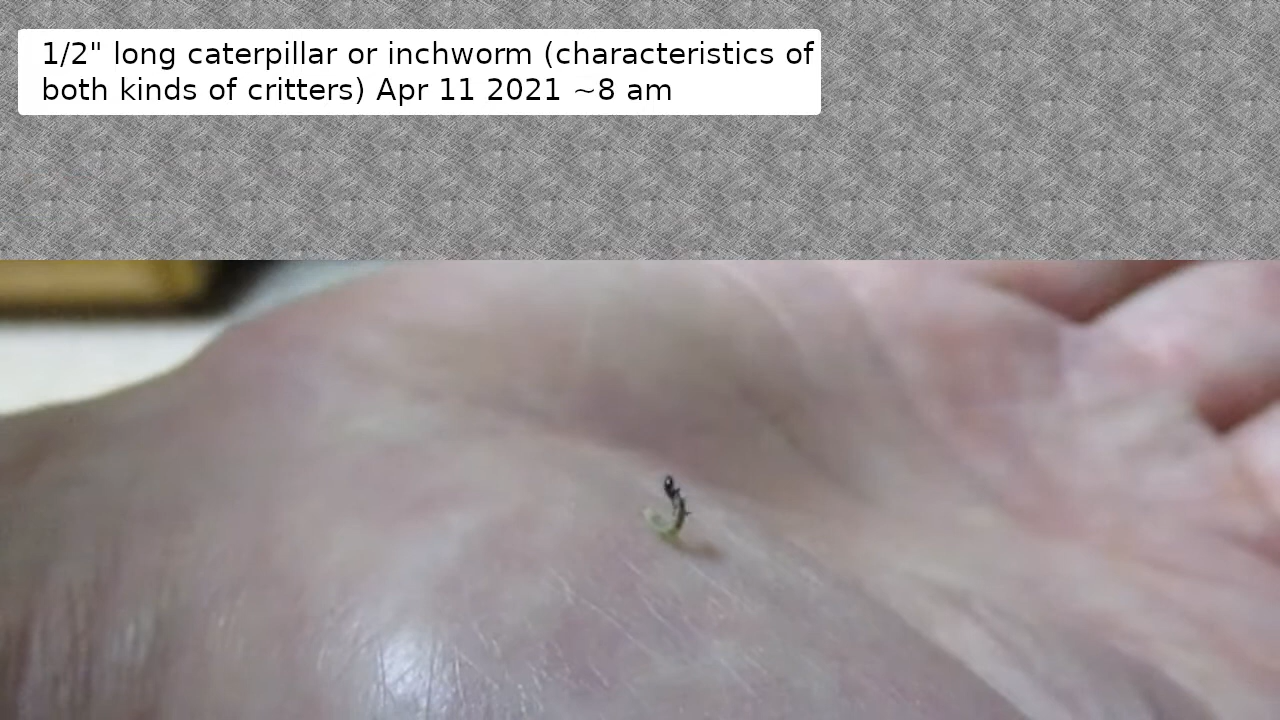 1/2" long caterpillar or inchworm (characteristics of
both kinds of critters) Apr 11 2021 ~8 am